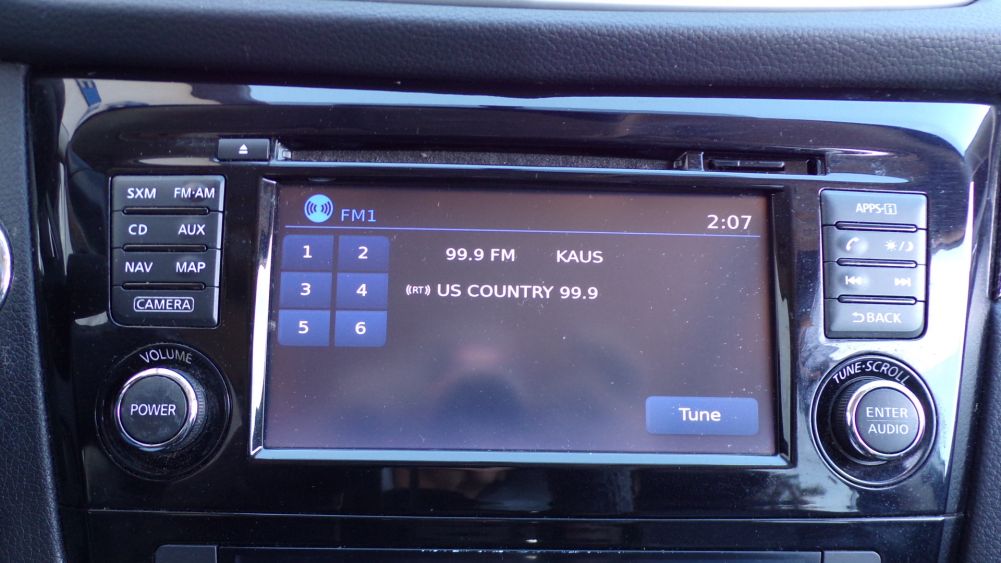 FM1
2:07
1 2 99.9 FM KAUS
3 4 ((RT)) US COUNTRY 99.9
5 6
Tune
SXM FM·AM
CD AUX
NAV MAP
CAMERA
VOLUME
POWER
APPS·i
BACK
TUNE·SCROLL
ENTER
AUDIO